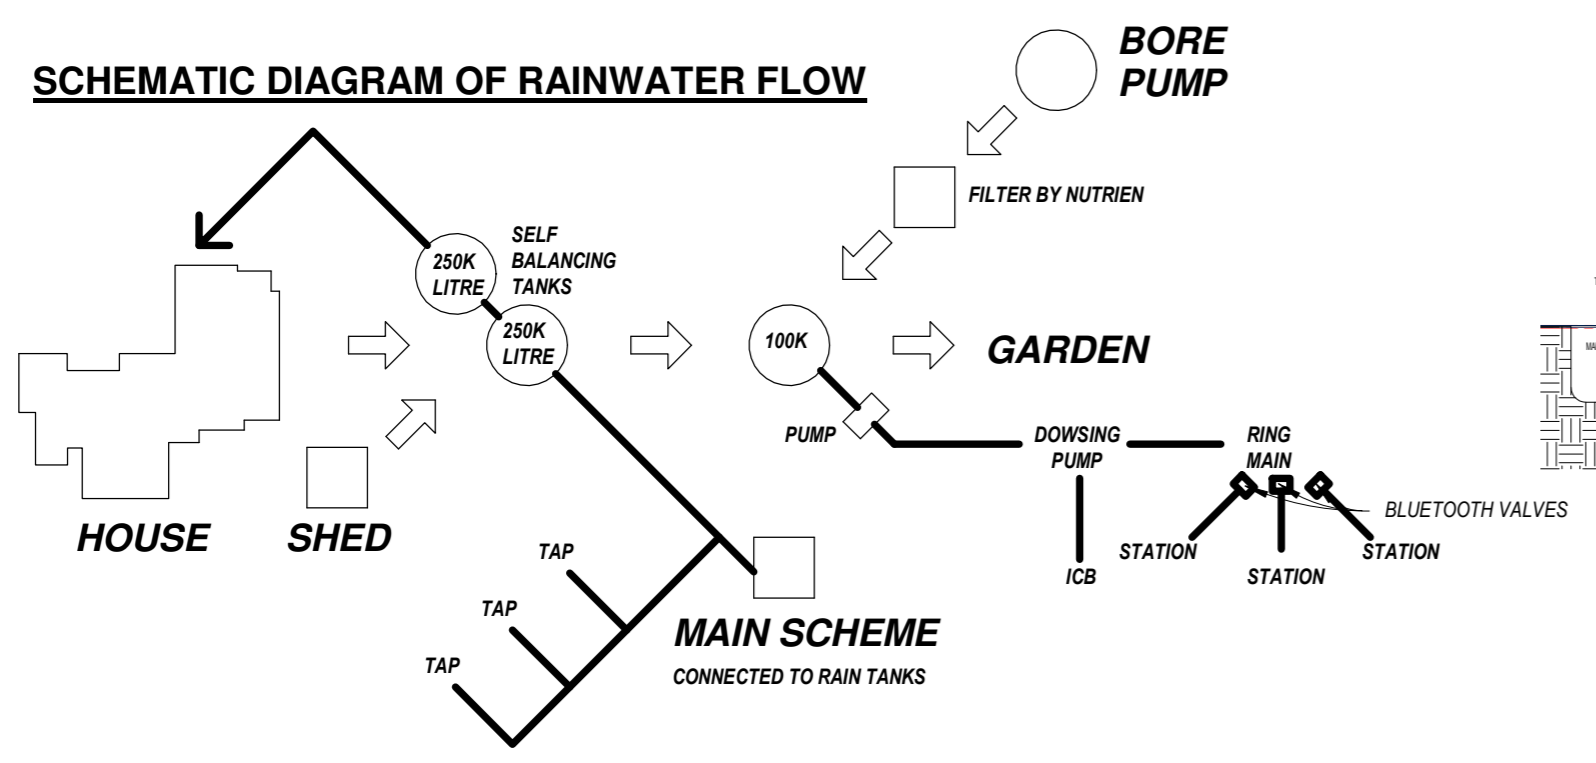 SCHEMATIC DIAGRAM OF RAINWATER FLOW
BORE
PUMP
FILTER BY NUTRIEN
SELF
BALANCING
TANKS
250K
LITRE
250K
LITRE
100K
GARDEN
PUMP
DOWSING
PUMP
RING
MAIN
BLUETOOTH VALVES
HOUSE
SHED
TAP
TAP
TAP
ICB
STATION
STATION
STATION
MAIN SCHEME
CONNECTED TO RAIN TANKS